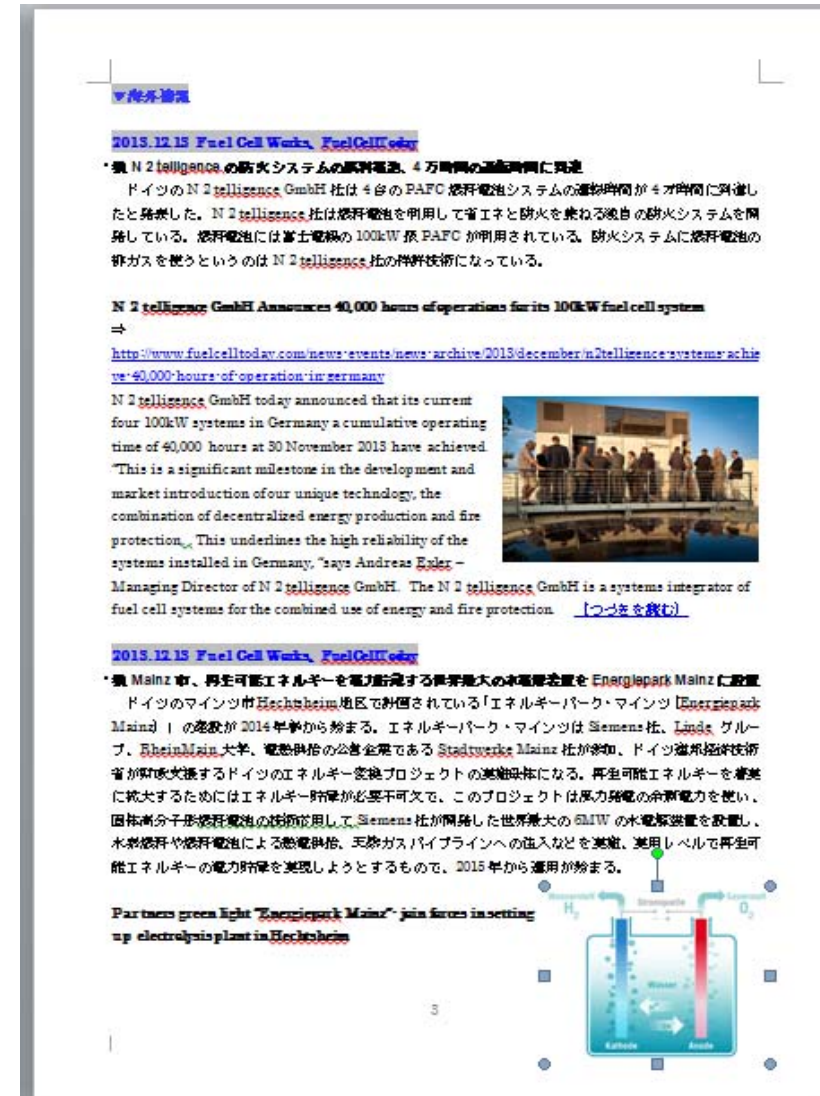 ▼海外情報
2013.12.13 Fuel Cell Works, FuelCellToday
・独 N 2 telligence の防火システムの燃料電池、4 万時間の運転時間に到達
ドイツの N 2 telligence GmbH 社は 4 台の PAFC 燃料電池システムの運転時間が 4 万時間に到達し
たと発表した。N 2 telligence 社は燃料電池を利用して省エネと防火を兼ねる独自の防火システムを開
発している。燃料電池には富士電機の 100kW 級 PAFC が利用されている。防火システムに燃料電池の
排ガスを使うというのは N 2 telligence 社の特許技術になっている。
N 2 telligence GmbH Announces 40,000 hours of operations for its 100kW fuel cell system
⇒
http://www.fuelcelltoday.com/news-events/news-archive/2013/december/n2telligence-systems-achie
ve-40,000-hours-of-operation-in-germany
N 2 telligence GmbH today announced that its current
four 100kW systems in Germany a cumulative operating
time of 40,000 hours at 30 November 2013 have achieved.
"This is a significant milestone in the development and
market introduction of our unique technology, the
combination of decentralized energy production and fire
protection. This underlines the high reliability of the
systems installed in Germany, "says Andreas Exler –
Managing Director of N 2 telligence GmbH. The N 2 telligence GmbH is a systems integrator of
fuel cell systems for the combined use of energy and fire protection. [つづきを読む]
2013.12.13 Fuel Cell Works, FuelCellToday
・独 Mainz 市、再生可能エネルギーを電力貯蔵する世界最大の水電解装置を Energiepark Mainz に設置
ドイツのマインツ市 Hechtsheim 地区で計画されている「エネルギーパーク・マインツ [Energiepark
Mainz] 」の建設が 2014 年春から始まる。エネルギーパーク・マインツは Siemens 社、Linde グルー
プ、RheinMain 大学、電熱供給の公営企業である Stadtwerke Mainz 社が参加、ドイツ連邦経済技術
省が財政支援するドイツのエネルギー変換プロジェクトの実施母体になる。再生可能エネルギーを着実
に拡大するためにはエネルギー貯蔵が必要不可欠で、このプロジェクトは風力発電の余剰電力を使い、
固体高分子形燃料電池の技術応用して Siemens 社が開発した世界最大の 6MW の水電解装置を設置し、
水素燃料や燃料電池による熱電供給、天然ガスパイプラインへの注入などを実施、実用レベルで再生可
能エネルギーの電力貯蔵を実現しようとするもので、2015 年から運用が始まる。
Partners green light "Energiepark Mainz"- join forces in setting
up electrolysis plant in Hechtsheim
Wasserstoff Stromquelle Sauerstoff
H2 O2
Wasser
Kathode Anode
3